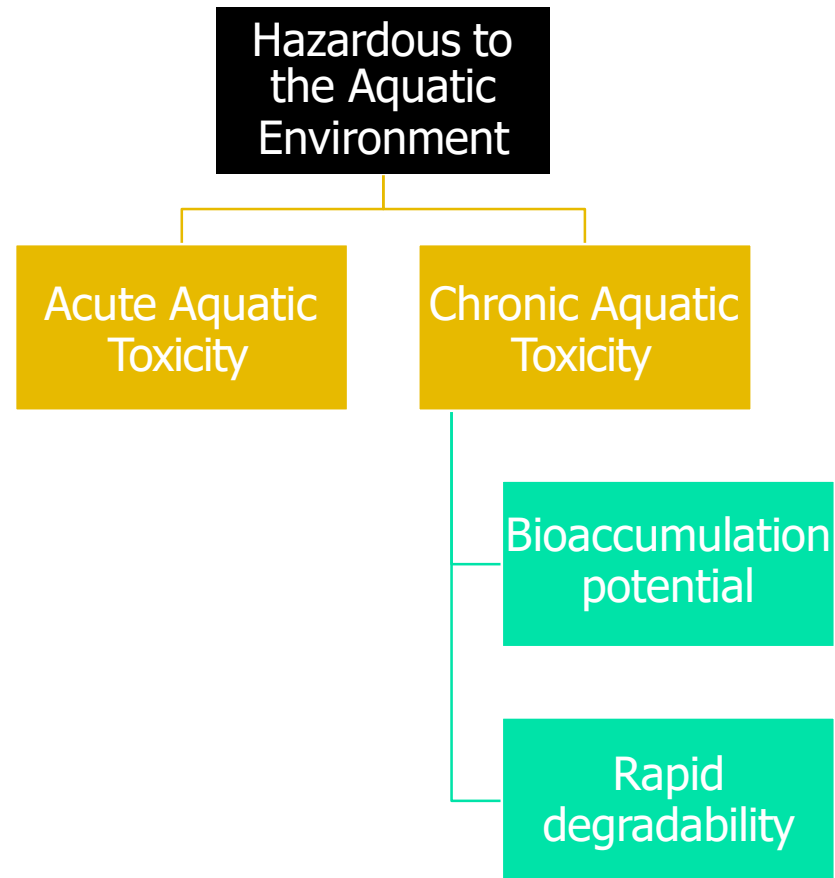 Hazardous to
the Aquatic
Environment
Acute Aquatic
Toxicity
Chronic Aquatic
Toxicity
Bioaccumulation
potential
Rapid
degradability